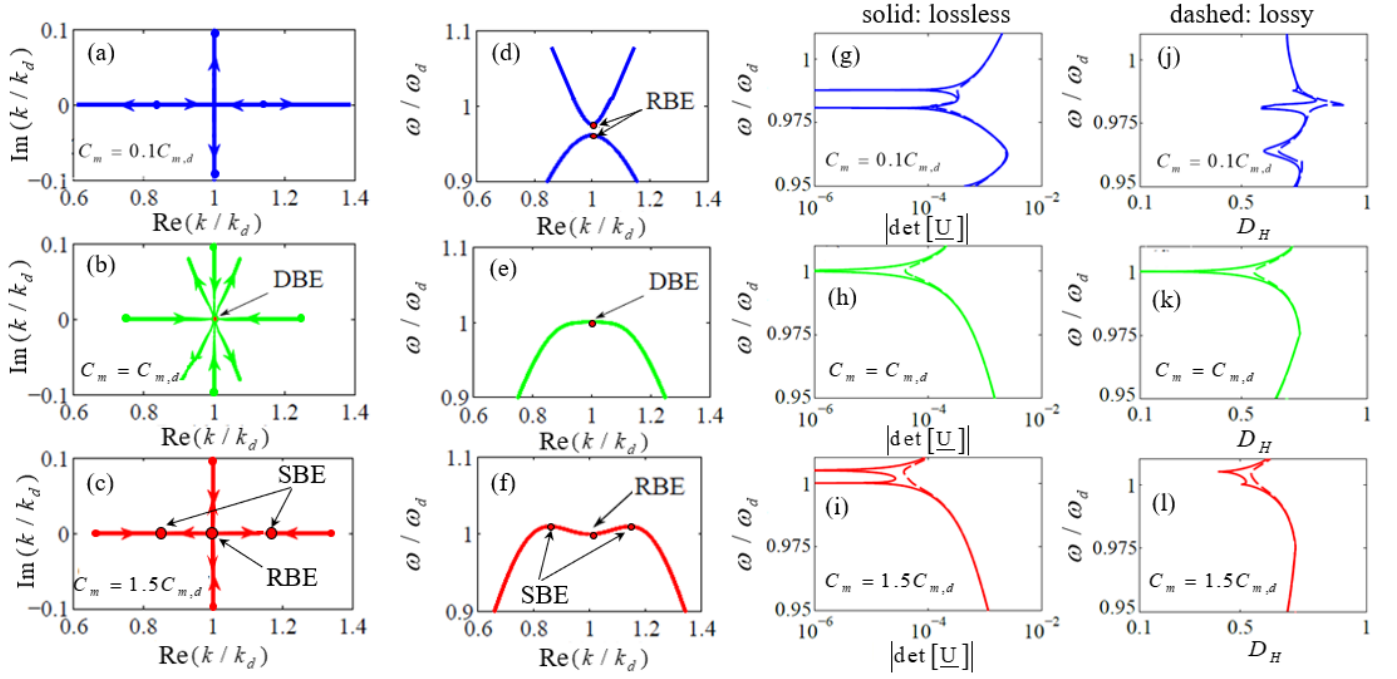 solid: lossless
dashed: lossy
(a)
Im(k/k_d)
0.1
0
−0.1
C_m = 0.1C_{m,d}
0.6 0.8 1 1.2 1.4
Re(k/k_d)
(d)
ω/ω_d
1.1
1
0.9
RBE
0.6 0.8 1 1.2 1.4
Re(k/k_d)
(g)
ω/ω_d
1
0.975
0.95
C_m = 0.1C_{m,d}
10^{−6} 10^{−4} 10^{−2}
|det[U]|
(j)
ω/ω_d
1
0.975
0.95
C_m = 0.1C_{m,d}
0.1 0.5 1
D_H
(b)
Im(k/k_d)
0.1
0
−0.1
DBE
C_m = C_{m,d}
0.6 0.8 1 1.2 1.4
Re(k/k_d)
(e)
ω/ω_d
1.1
1
0.9
DBE
0.6 0.8 1 1.2 1.4
Re(k/k_d)
(h)
ω/ω_d
1
0.975
0.95
C_m = C_{m,d}
10^{−6} 10^{−4} 10^{−2}
|det[U]|
(k)
ω/ω_d
1
0.975
0.95
C_m = C_{m,d}
0.1 0.5 1
D_H
(c)
Im(k/k_d)
0.1
0
−0.1
SBE
RBE
C_m = 1.5C_{m,d}
0.6 0.8 1 1.2 1.4
Re(k/k_d)
(f)
ω/ω_d
1.1
1
0.9
RBE
SBE
0.6 0.8 1 1.2 1.4
Re(k/k_d)
(i)
ω/ω_d
1
0.975
0.95
C_m = 1.5C_{m,d}
10^{−6} 10^{−4} 10^{−2}
|det[U]|
(l)
ω/ω_d
1
0.975
0.95
C_m = 1.5C_{m,d}
0.1 0.5 1
D_H